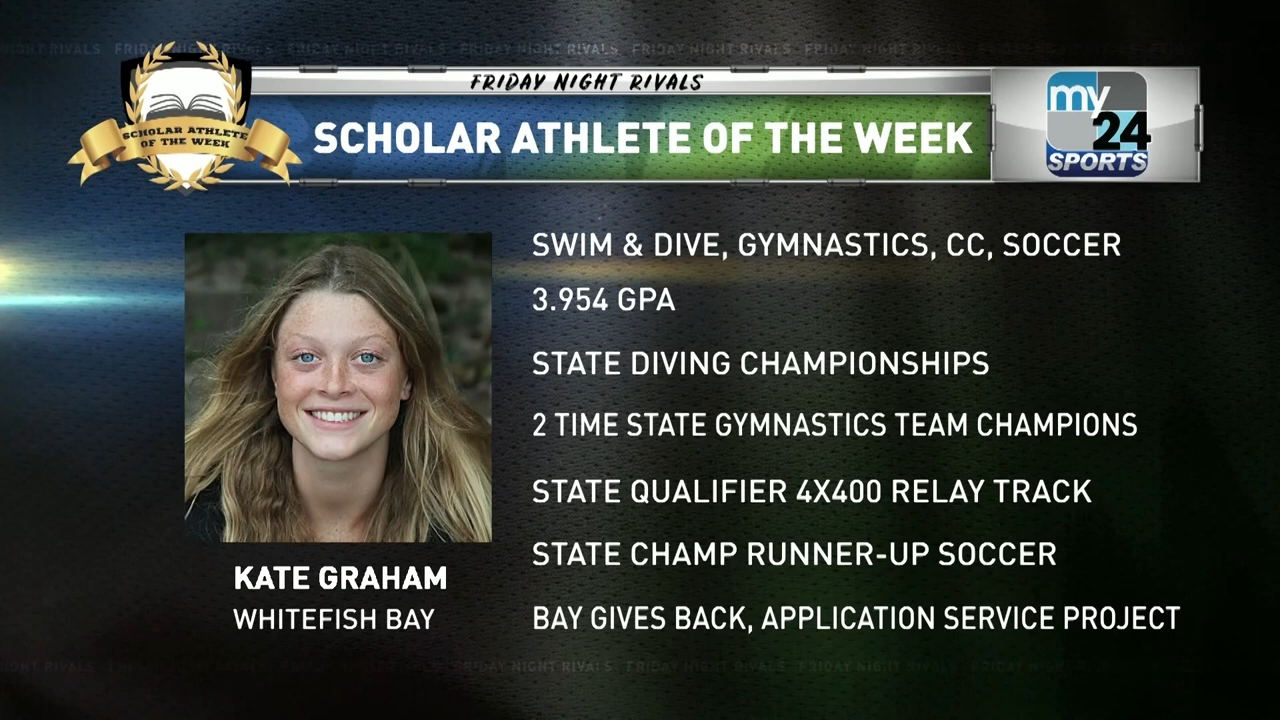 FRIDAY NIGHT RIVALS
SCHOLAR ATHLETE OF THE WEEK
SCHOLAR ATHLETE
OF THE WEEK
my
24
SPORTS
SWIM & DIVE, GYMNASTICS, CC, SOCCER
3.954 GPA
STATE DIVING CHAMPIONSHIPS
2 TIME STATE GYMNASTICS TEAM CHAMPIONS
STATE QUALIFIER 4X400 RELAY TRACK
STATE CHAMP RUNNER-UP SOCCER
BAY GIVES BACK, APPLICATION SERVICE PROJECT
KATE GRAHAM
WHITEFISH BAY